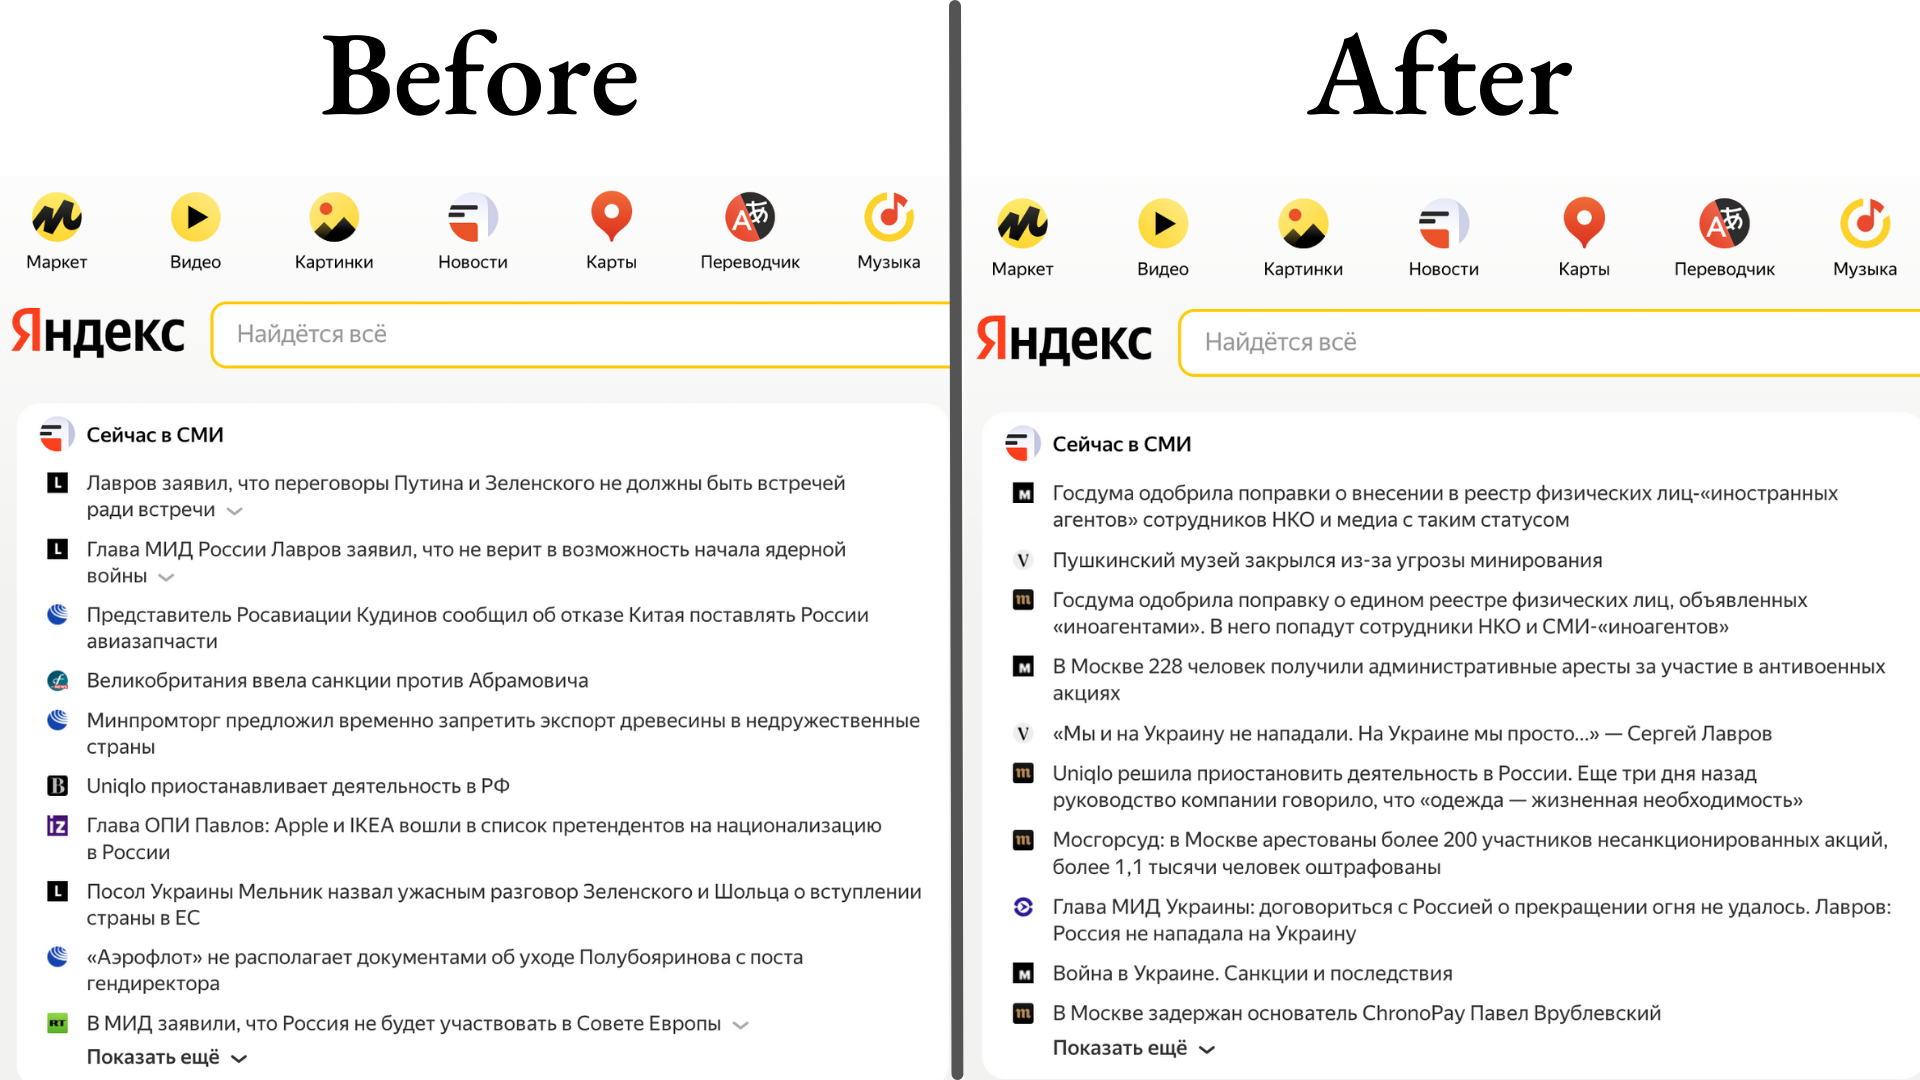 Before
Маркет
Видео
Картинки
Новости
Карты
Переводчик
Музыка
Яндекс
Найдётся всё
Сейчас в СМИ
L
Лавров заявил, что переговоры Путина и Зеленского не должны быть встречей
ради встречи
L
Глава МИД России Лавров заявил, что не верит в возможность начала ядерной
войны
Представитель Росавиации Кудинов сообщил об отказе Китая поставлять России
авиазапчасти
Великобритания ввела санкции против Абрамовича
Минпромторг предложил временно запретить экспорт древесины в недружественные
страны
B
Uniqlo приостанавливает деятельность в РФ
iz
Глава ОПИ Павлов: Apple и IKEA вошли в список претендентов на национализацию
в России
L
Посол Украины Мельник назвал ужасным разговор Зеленского и Шольца о вступлении
страны в ЕС
«Аэрофлот» не располагает документами об уходе Полубояринова с поста
гендиректора
RT
В МИД заявили, что Россия не будет участвовать в Совете Европы
Показать ещё
After
Маркет
Видео
Картинки
Новости
Карты
Переводчик
Музыка
Яндекс
Найдётся всё
Сейчас в СМИ
M
Госдума одобрила поправки о внесении в реестр физических лиц-«иностранных
агентов» сотрудников НКО и медиа с таким статусом
V
Пушкинский музей закрылся из-за угрозы минирования
m
Госдума одобрила поправку о едином реестре физических лиц, объявленных
«иноагентами». В него попадут сотрудники НКО и СМИ-«иноагентов»
M
В Москве 228 человек получили административные аресты за участие в антивоенных
акциях
V
«Мы и на Украину не нападали. На Украине мы просто...» — Сергей Лавров
m
Uniqlo решила приостановить деятельность в России. Еще три дня назад
руководство компании говорило, что «одежда — жизненная необходимость»
m
Мосгорсуд: в Москве арестованы более 200 участников несанкционированных акций,
более 1,1 тысячи человек оштрафованы
Глава МИД Украины: договориться с Россией о прекращении огня не удалось. Лавров:
Россия не нападала на Украину
M
Война в Украине. Санкции и последствия
m
В Москве задержан основатель ChronoPay Павел Врублевский
Показать ещё